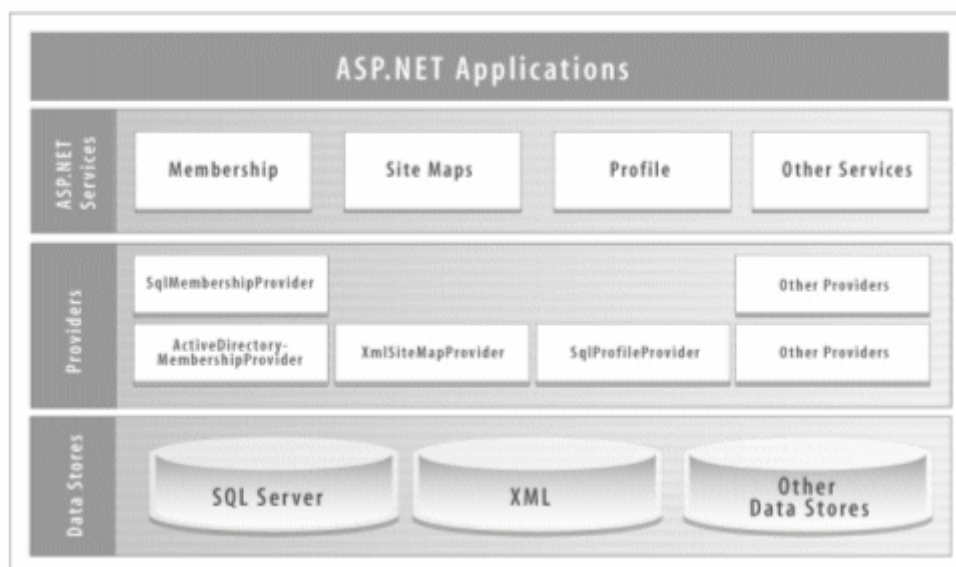 ASP.NET Applications
ASP.NET
Services
Membership
Site Maps
Profile
Other Services
Providers
SqlMembershipProvider
Other Providers
ActiveDirectory-
MembershipProvider
XmlSiteMapProvider
SqlProfileProvider
Other Providers
Data Stores
SQL Server
XML
Other
Data Stores